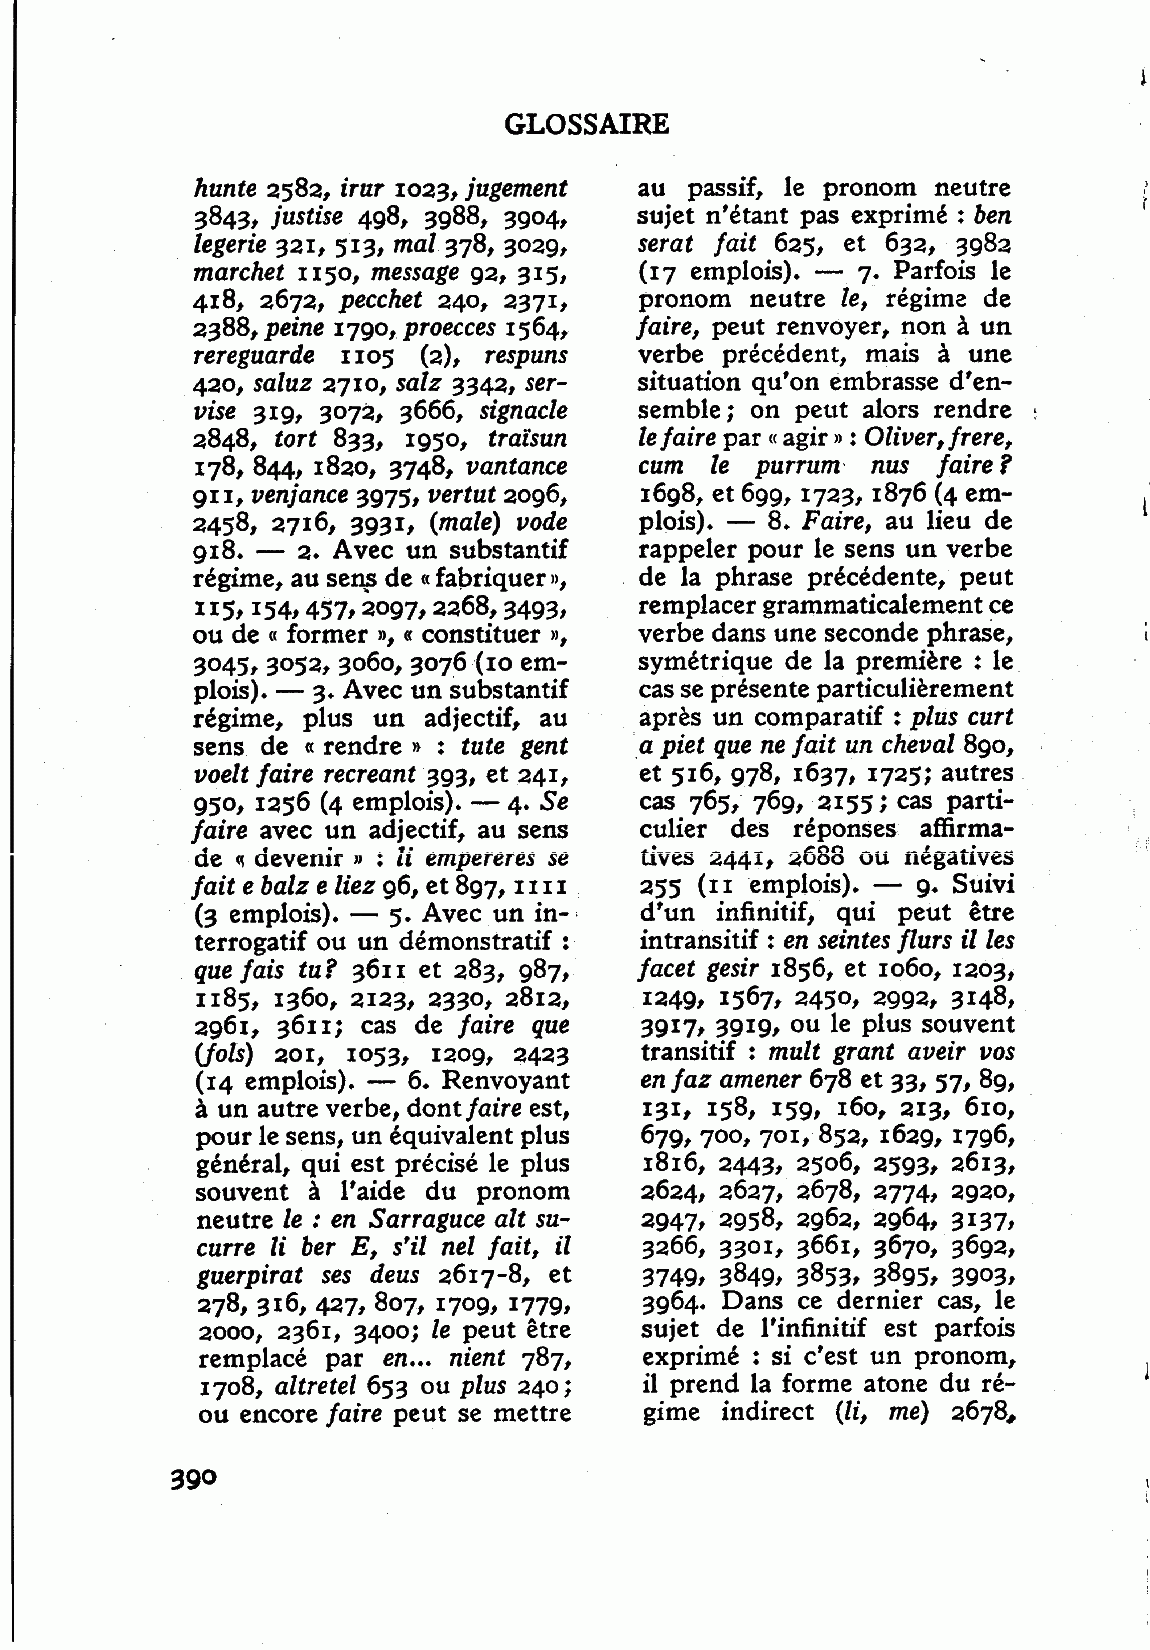 GLOSSAIRE
hunte 2582, irur 1023, jugement
3843, justise 498, 3988, 3904,
legerie 321, 513, mal 378, 3029,
marchet 1150, message 92, 315,
418, 2672, pecchet 240, 2371,
2388, peine 1790, proecces 1564,
rereguarde 1105 (2), respuns
420, saluz 2710, salz 3342, ser-
vise 319, 3072, 3666, signacle
2848, tort 833, 1950, traïsun
178, 844, 1820, 3748, vantance
911, venjance 3975, vertut 2096,
2458, 2716, 3931, (male) vode
918. — 2. Avec un substantif
régime, au sens de « fabriquer »,
115, 154, 457, 2097, 2268, 3493,
ou de « former », « constituer »,
3045, 3052, 3060, 3076 (10 em-
plois). — 3. Avec un substantif
régime, plus un adjectif, au
sens de « rendre » : tute gent
voelt faire recreant 393, et 241,
950, 1256 (4 emplois). — 4. Se
faire avec un adjectif, au sens
de « devenir » : li empereres se
fait e balz e liez 96, et 897, 1111
(3 emplois). — 5. Avec un in-
terrogatif ou un démonstratif :
que fais tu? 3611 et 283, 987,
1185, 1360, 2123, 2330, 2812,
2961, 3611; cas de faire que
(fols) 201, 1053, 1209, 2423
(14 emplois). — 6. Renvoyant
à un autre verbe, dont faire est,
pour le sens, un équivalent plus
général, qui est précisé le plus
souvent à l'aide du pronom
neutre le : en Sarraguce alt su-
curre li ber E, s'il nel fait, il
guerpirat ses deus 2617-8, et
278, 316, 427, 807, 1709, 1779,
2000, 2361, 3400; le peut être
remplacé par en... nient 787,
1708, altretel 653 ou plus 240;
ou encore faire peut se mettre
au passif, le pronom neutre
sujet n'étant pas exprimé : ben
serat fait 625, et 632, 3982
(17 emplois). — 7. Parfois le
pronom neutre le, régime de
faire, peut renvoyer, non à un
verbe précédent, mais à une
situation qu'on embrasse d'en-
semble; on peut alors rendre
le faire par « agir » : Oliver, frere,
cum le purrum nus faire?
1698, et 699, 1723, 1876 (4 em-
plois). — 8. Faire, au lieu de
rappeler pour le sens un verbe
de la phrase précédente, peut
remplacer grammaticalement ce
verbe dans une seconde phrase,
symétrique de la première : le
cas se présente particulièrement
après un comparatif : plus curt
a piet que ne fait un cheval 890,
et 516, 978, 1637, 1725; autres
cas 765, 769, 2155; cas parti-
culier des réponses affirma-
tives 2441, 2688 ou négatives
255 (11 emplois). — 9. Suivi
d'un infinitif, qui peut être
intransitif : en seintes flurs il les
facet gesir 1856, et 1060, 1203,
1249, 1567, 2450, 2992, 3148,
3917, 3919, ou le plus souvent
transitif : mult grant aveir vos
en faz amener 678 et 33, 57, 89,
131, 158, 159, 160, 213, 610,
679, 700, 701, 852, 1629, 1796,
1816, 2443, 2506, 2593, 2613,
2624, 2627, 2678, 2774, 2920,
2947, 2958, 2962, 2964, 3137,
3266, 3301, 3661, 3670, 3692,
3749, 3849, 3853, 3895, 3903,
3964. Dans ce dernier cas, le
sujet de l'infinitif est parfois
exprimé : si c'est un pronom,
il prend la forme atone du ré-
gime indirect (li, me) 2678,
390